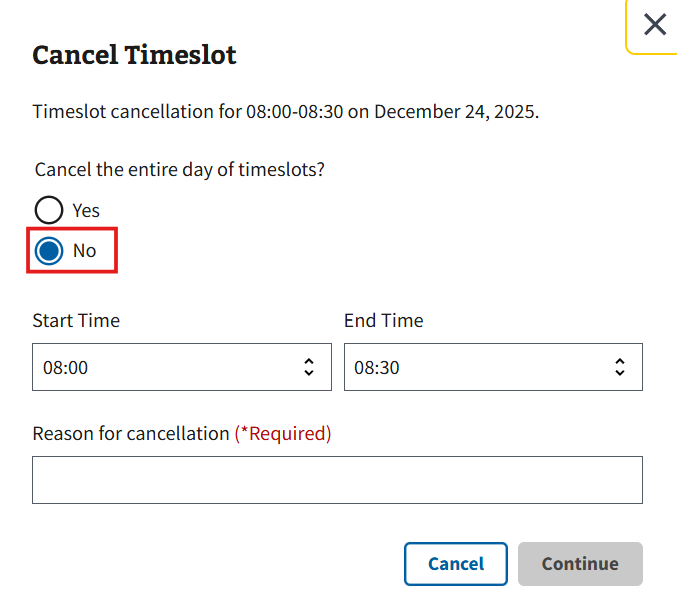 Cancel Timeslot
Timeslot cancellation for 08:00-08:30 on December 24, 2025.
Cancel the entire day of timeslots?
Yes
No
Start Time End Time
08:00 08:30
Reason for cancellation (*Required)
Cancel Continue